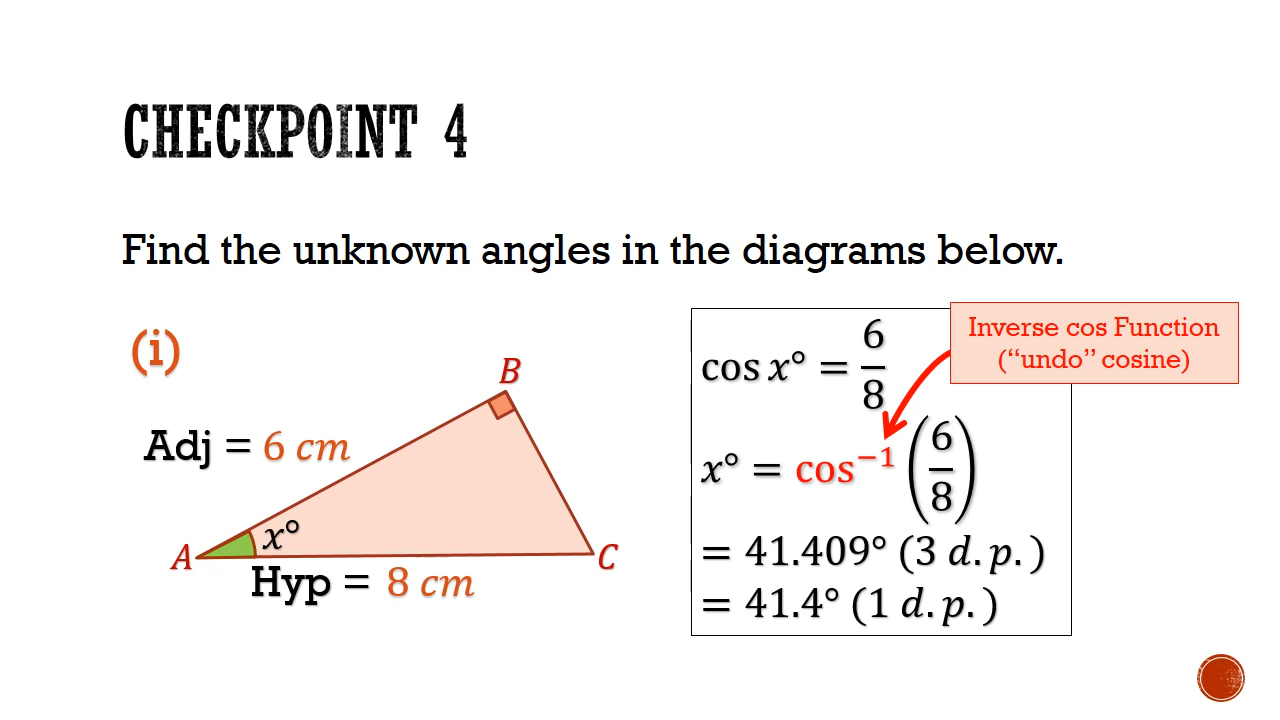 CHECKPOINT 4
Find the unknown angles in the diagrams below.
(i)
B
Adj = 6 cm
A
x°
C
Hyp = 8 cm
cos x° = 6/8
Inverse cos Function
(“undo” cosine)
x° = cos⁻¹ (6/8)
= 41.409° (3 d.p.)
= 41.4° (1 d.p.)